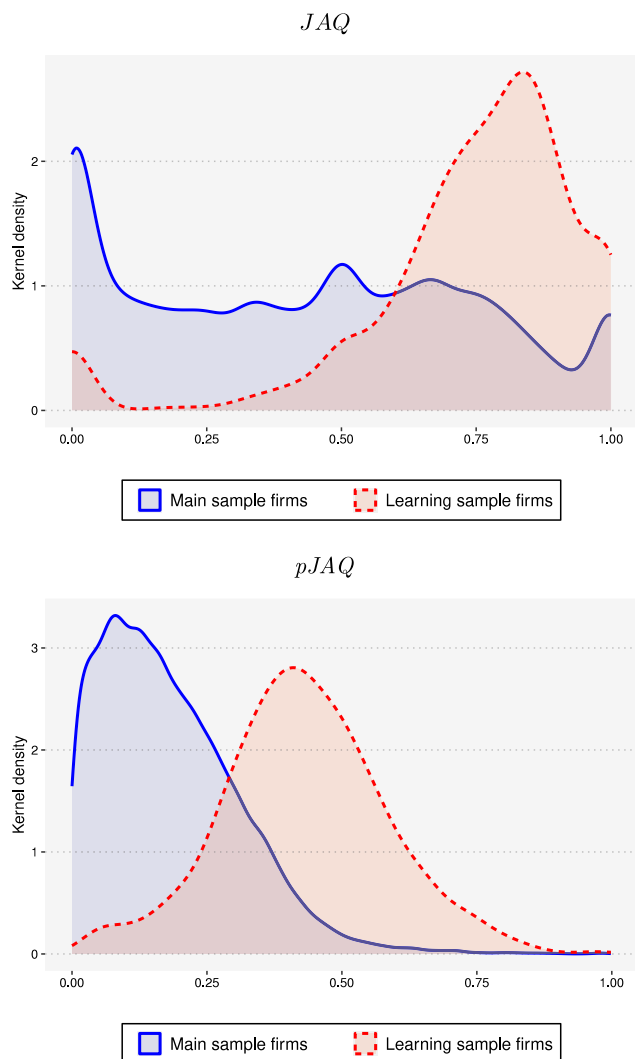 JAQ
2
1
0
Kernel density
0.00 0.25 0.50 0.75 1.00
Main sample firms Learning sample firms
pJAQ
3
2
1
0
Kernel density
0.00 0.25 0.50 0.75 1.00
Main sample firms Learning sample firms